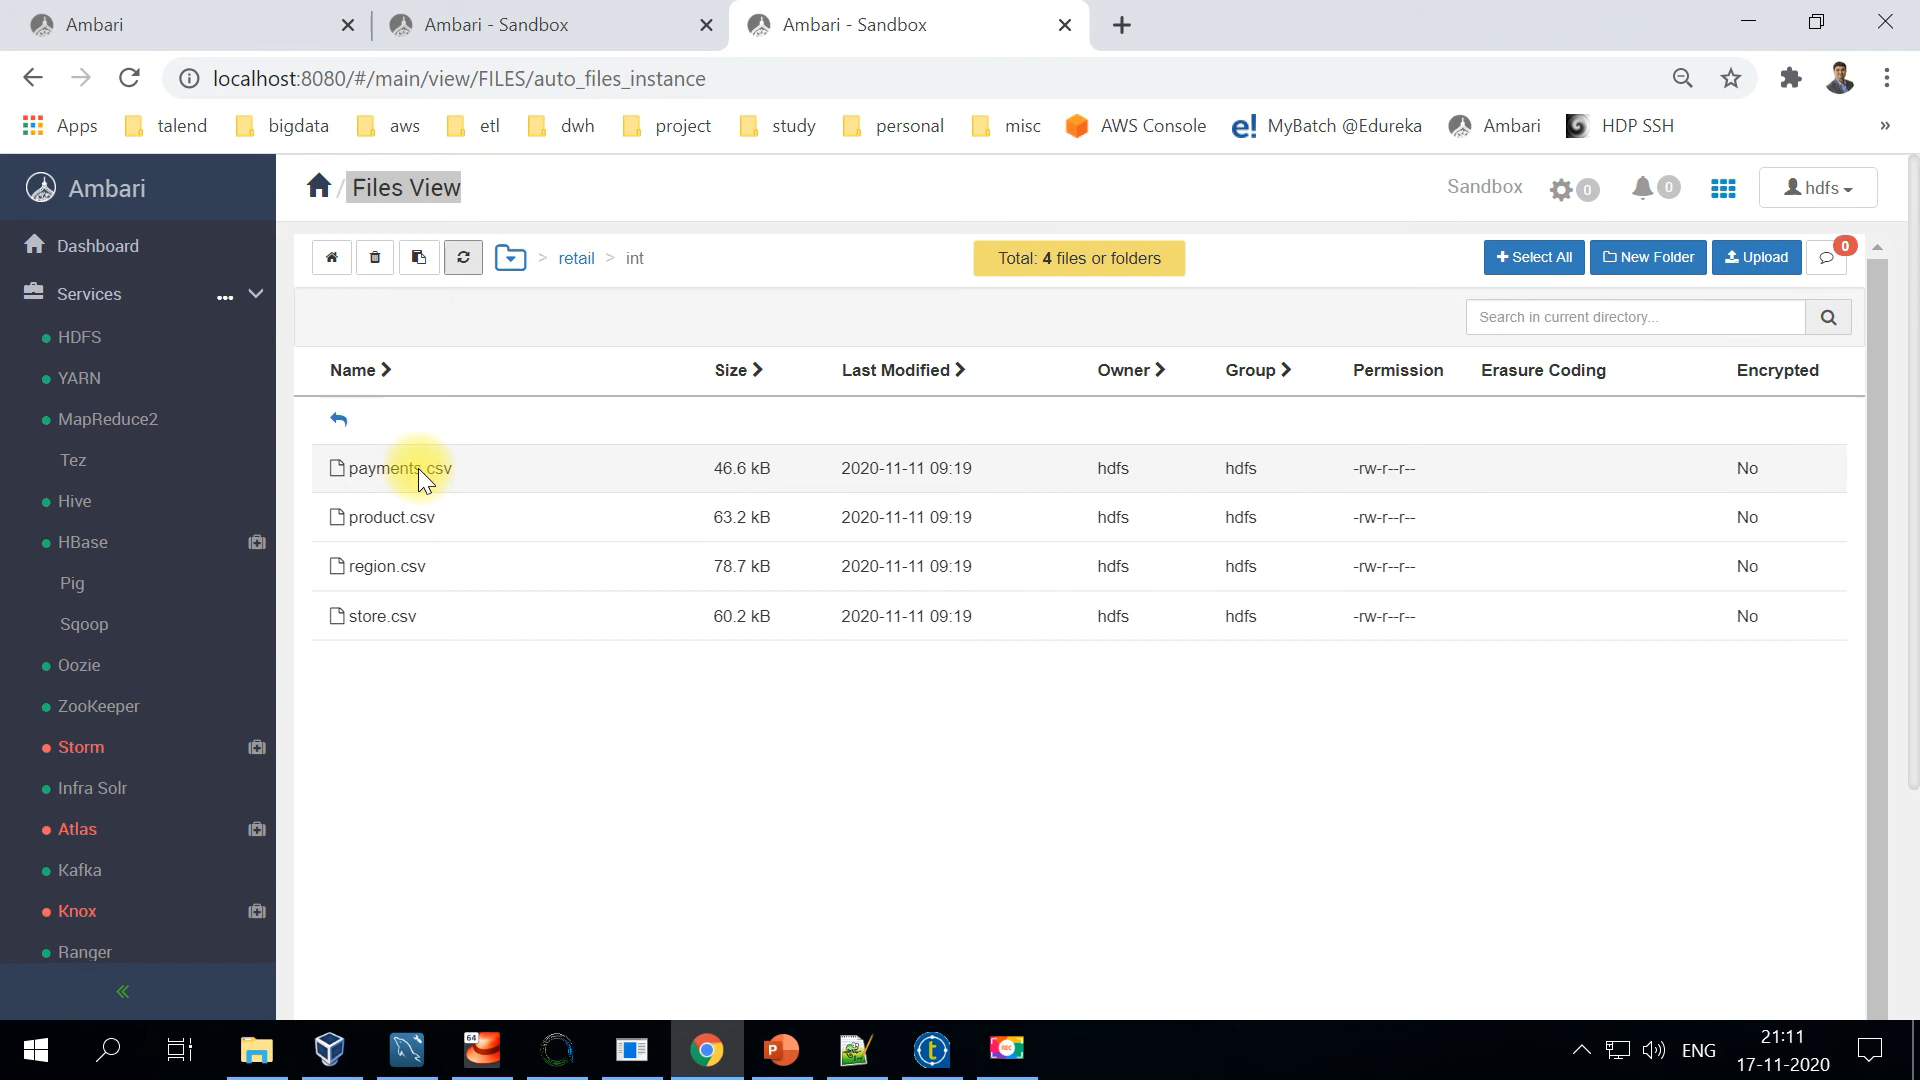 Ambari
Ambari - Sandbox
Ambari - Sandbox
localhost:8080/#/main/view/FILES/auto_files_instance
Apps talend bigdata aws etl dwh project study personal misc AWS Console e! MyBatch @Edureka Ambari HDP SSH »
Ambari
/ Files View
Sandbox 0 0 hdfs
Dashboard
Services ...
HDFS
YARN
MapReduce2
Tez
Hive
HBase
Pig
Sqoop
Oozie
ZooKeeper
Storm
Infra Solr
Atlas
Kafka
Knox
Ranger
«
> retail > int
Total: 4 files or folders
+ Select All New Folder Upload 0
Search in current directory...
Name Size Last Modified Owner Group Permission Erasure Coding Encrypted
payments.csv 46.6 kB 2020-11-11 09:19 hdfs hdfs -rw-r--r-- No
product.csv 63.2 kB 2020-11-11 09:19 hdfs hdfs -rw-r--r-- No
region.csv 78.7 kB 2020-11-11 09:19 hdfs hdfs -rw-r--r-- No
store.csv 60.2 kB 2020-11-11 09:19 hdfs hdfs -rw-r--r-- No
64
P
t
REC
ENG
21:11
17-11-2020